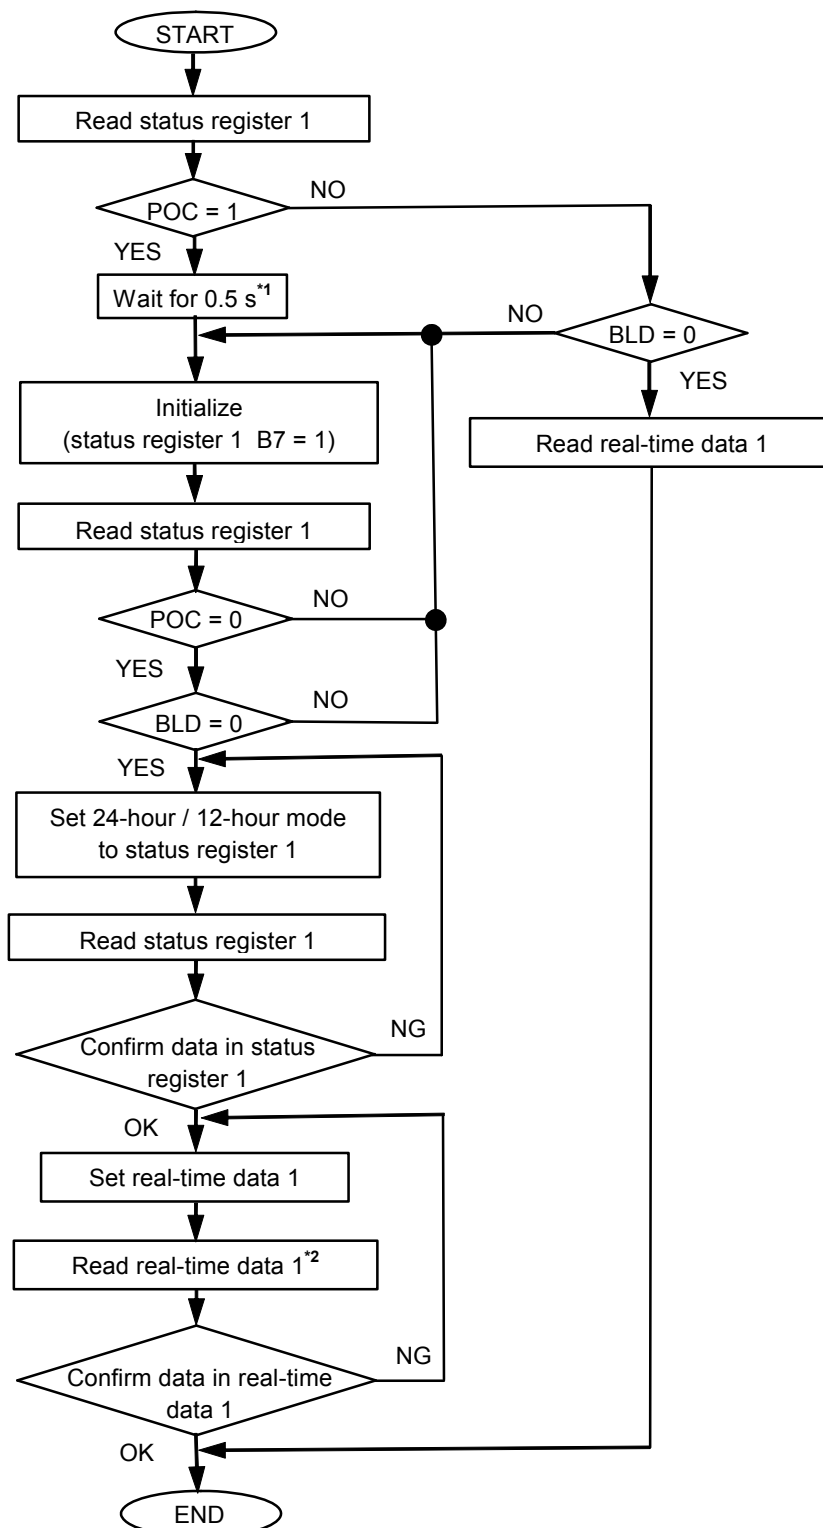 START
Read status register 1
POC = 1
NO
YES
Wait for 0.5 s*1
NO
BLD = 0
YES
Initialize
(status register 1 B7 = 1)
Read real-time data 1
Read status register 1
POC = 0
NO
YES
BLD = 0
NO
YES
Set 24-hour / 12-hour mode
to status register 1
Read status register 1
Confirm data in status
register 1
NG
OK
Set real-time data 1
Read real-time data 1*2
Confirm data in real-time
data 1
NG
OK
END